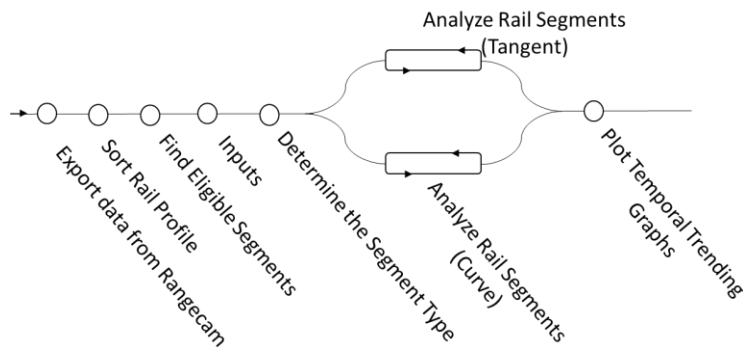 Analyze Rail Segments
(Tangent)
Export data from Rangecam
Sort Rail Profile
Find Eligible Segments
Inputs
Determine the Segment Type
Analyze Rail Segments
(Curve)
Plot Temporal Trending
Graphs